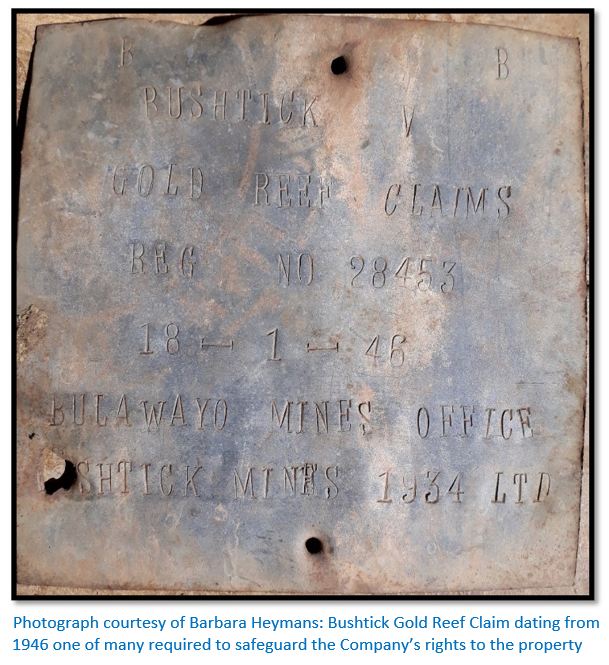 B B
BUSHTICK V
GOLD REEF CLAIMS
REG NO 28453
18 — 1 — 46
BULAWAYO MINES OFFICE
BUSHTICK MINES 1934 LTD
Photograph courtesy of Barbara Heymans: Bushtick Gold Reef Claim dating from
1946 one of many required to safeguard the Company’s rights to the property